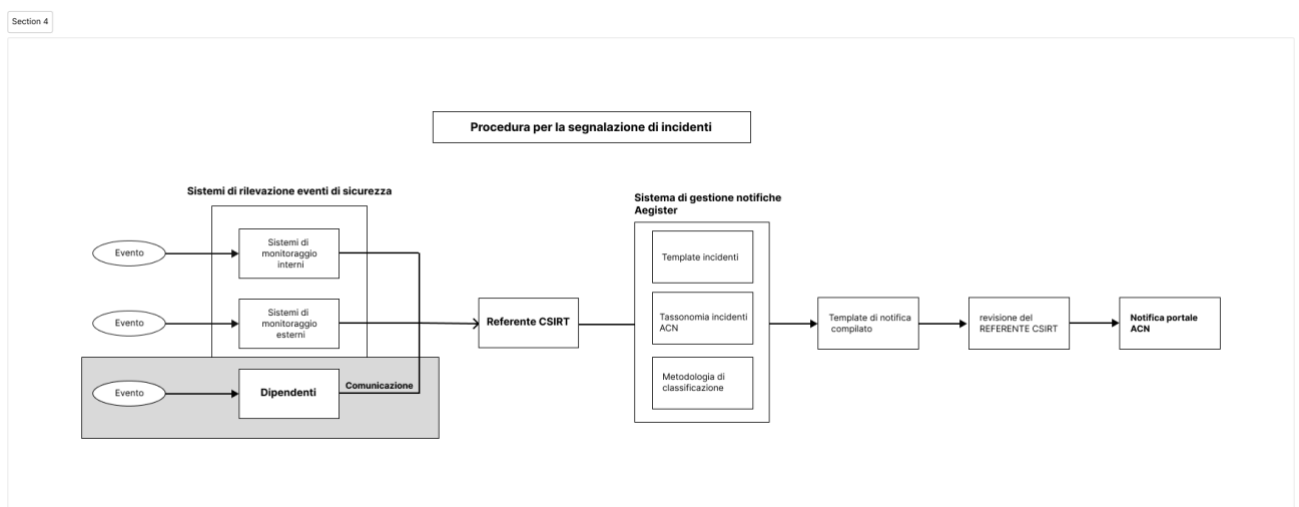 Section 4
Procedura per la segnalazione di incidenti
Sistemi di rilevazione eventi di sicurezza
Evento
Sistemi di
monitoraggio
interni
Evento
Sistemi di
monitoraggio
esterni
Evento
Dipendenti
Comunicazione
Referente CSIRT
Sistema di gestione notifiche
Aegister
Template incidenti
Tassonomia incidenti
ACN
Metodologia di
classificazione
Template di notifica
compilato
revisione del
REFERENTE CSIRT
Notifica portale
ACN